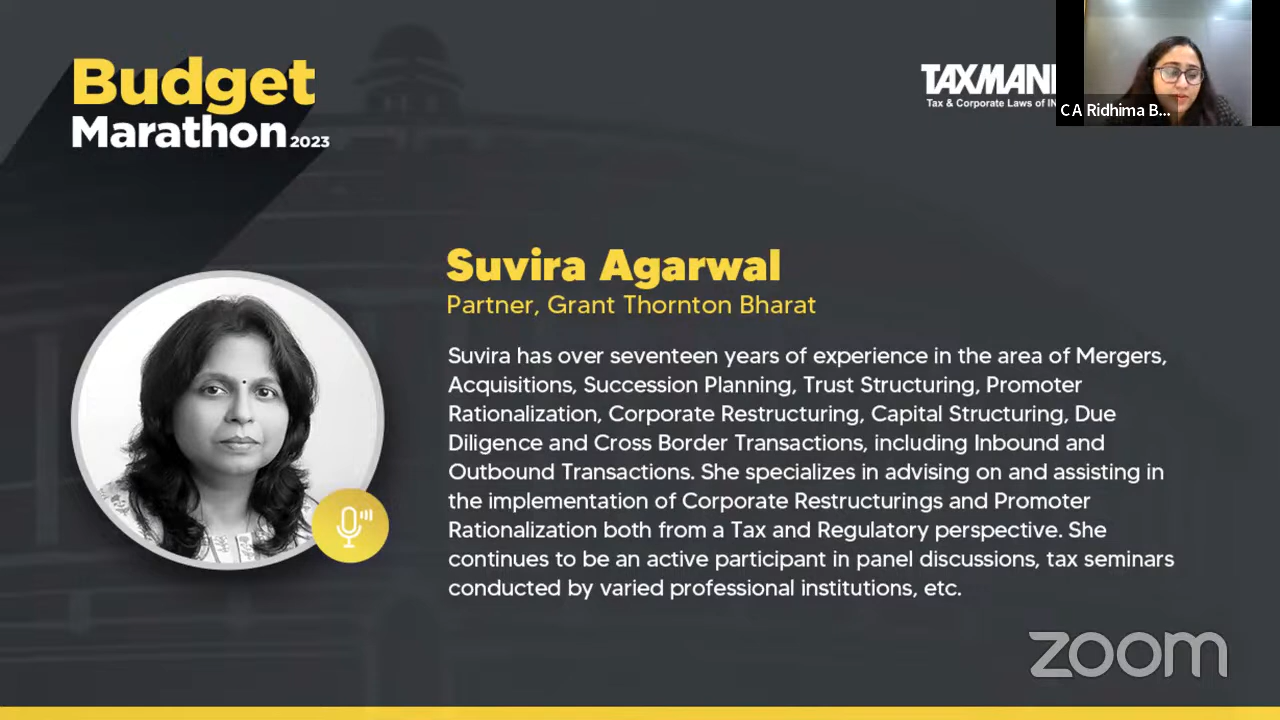 Budget
Marathon 2023
TAXMAN
Tax & Corporate Laws of IN
CA Ridhima B...
Suvira Agarwal
Partner, Grant Thornton Bharat
Suvira has over seventeen years of experience in the area of Mergers,
Acquisitions, Succession Planning, Trust Structuring, Promoter
Rationalization, Corporate Restructuring, Capital Structuring, Due
Diligence and Cross Border Transactions, including Inbound and
Outbound Transactions. She specializes in advising on and assisting in
the implementation of Corporate Restructurings and Promoter
Rationalization both from a Tax and Regulatory perspective. She
continues to be an active participant in panel discussions, tax seminars
conducted by varied professional institutions, etc.
zoom